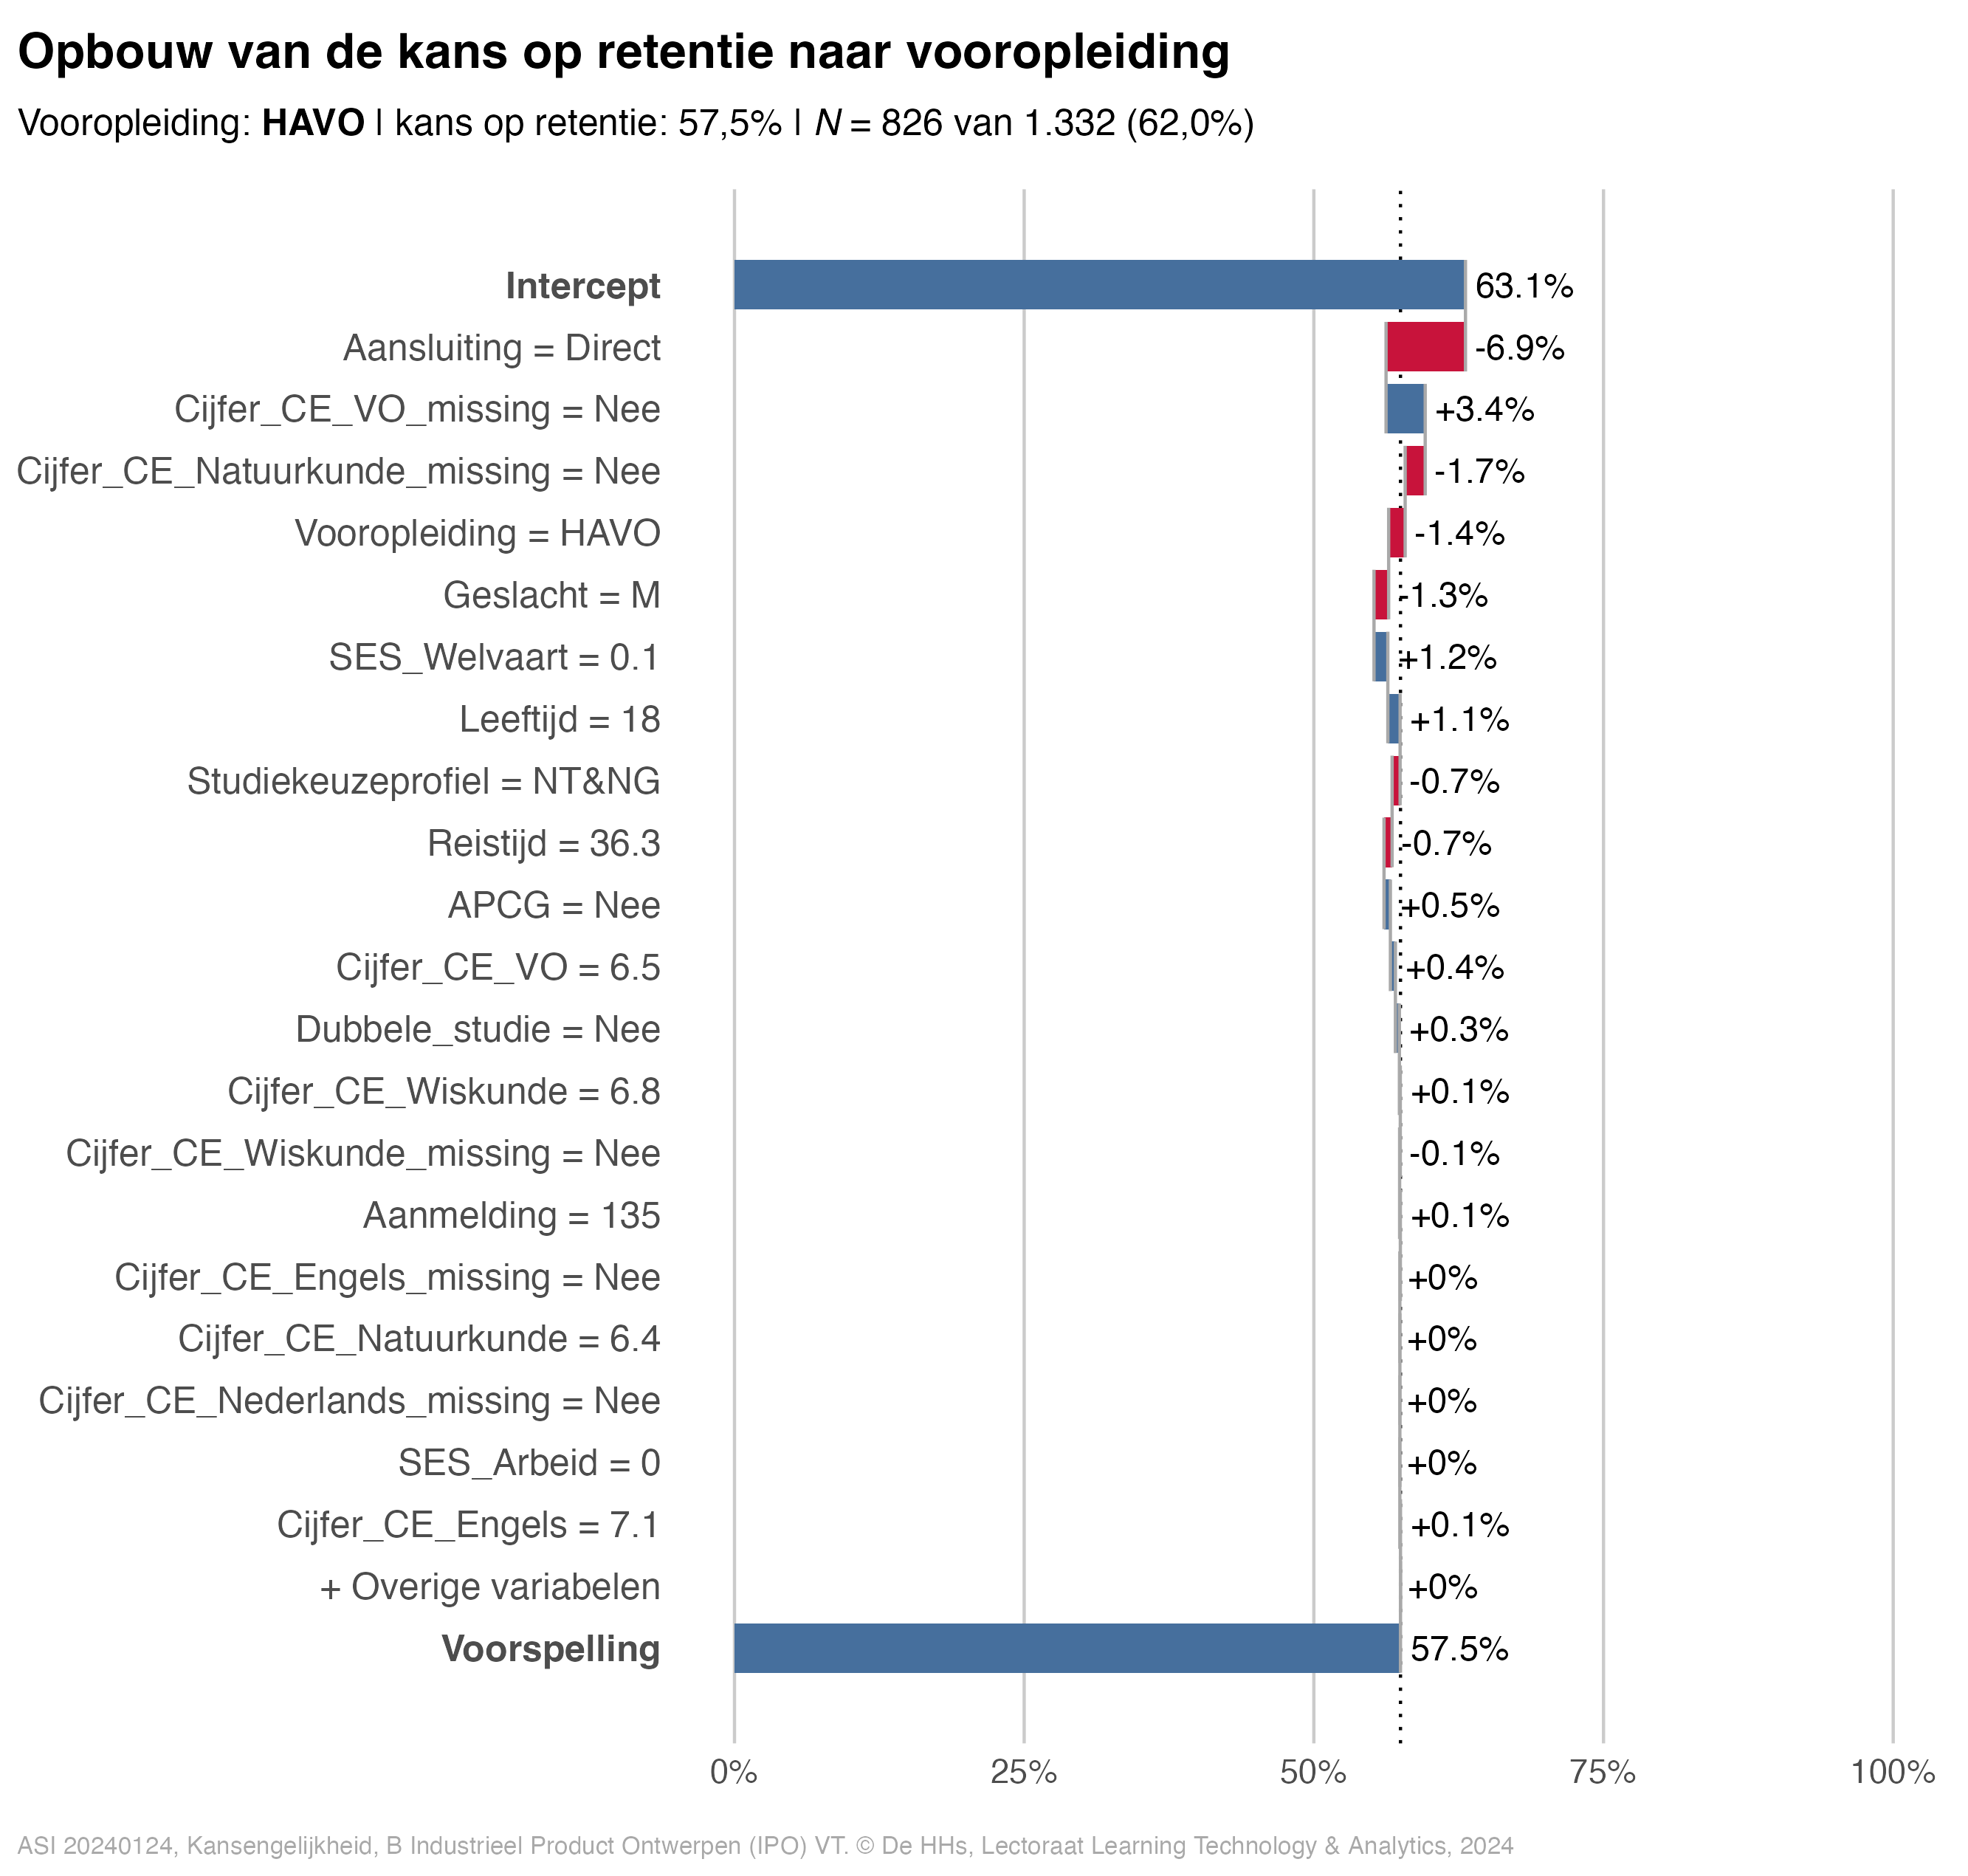 Opbouw van de kans op retentie naar vooropleiding
Vooropleiding: HAVO | kans op retentie: 57,5% | N = 826 van 1.332 (62,0%)
Intercept 63.1%
Aansluiting = Direct -6.9%
Cijfer_CE_VO_missing = Nee +3.4%
Cijfer_CE_Natuurkunde_missing = Nee -1.7%
Vooropleiding = HAVO -1.4%
Geslacht = M -1.3%
SES_Welvaart = 0.1 +1.2%
Leeftijd = 18 +1.1%
Studiekeuzeprofiel = NT&NG -0.7%
Reistijd = 36.3 -0.7%
APCG = Nee +0.5%
Cijfer_CE_VO = 6.5 +0.4%
Dubbele_studie = Nee +0.3%
Cijfer_CE_Wiskunde = 6.8 +0.1%
Cijfer_CE_Wiskunde_missing = Nee -0.1%
Aanmelding = 135 +0.1%
Cijfer_CE_Engels_missing = Nee +0%
Cijfer_CE_Natuurkunde = 6.4 +0%
Cijfer_CE_Nederlands_missing = Nee +0%
SES_Arbeid = 0 +0%
Cijfer_CE_Engels = 7.1 +0.1%
+ Overige variabelen +0%
Voorspelling 57.5%
0% 25% 50% 75% 100%
ASI 20240124, Kansengelijkheid, B Industrieel Product Ontwerpen (IPO) VT. © De HHs, Lectoraat Learning Technology & Analytics, 2024